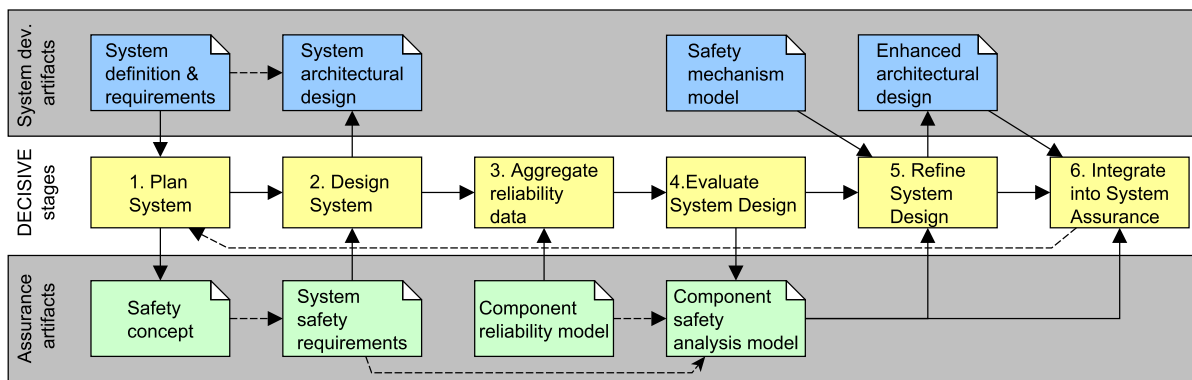 System dev.
artifacts
System
definition &
requirements
System
architectural
design
Safety
mechanism
model
Enhanced
architectural
design
DECISIVE
stages
1. Plan
System
2. Design
System
3. Aggregate
reliability
data
4.Evaluate
System Design
5. Refine
System
Design
6. Integrate
into System
Assurance
Assurance
artifacts
Safety
concept
System
safety
requirements
Component
reliability model
Component
safety
analysis model